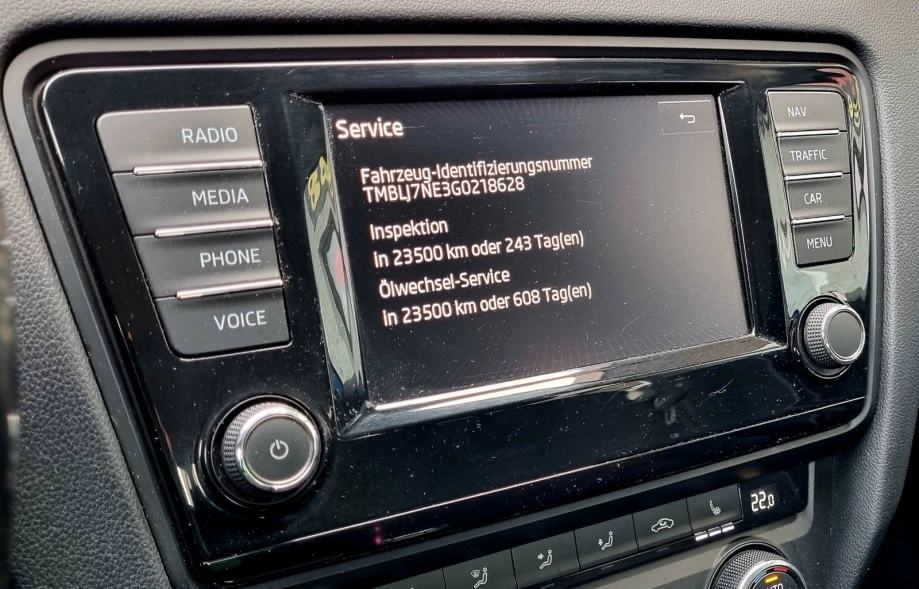 RADIO
MEDIA
PHONE
VOICE
Service
Fahrzeug-Identifizierungsnummer
TMBLJ7NE3G0218628
Inspektion
in 23500 km oder 243 Tag(en)
Ölwechsel-Service
in 23500 km oder 608 Tag(en)
NAV
TRAFFIC
CAR
MENU
22.0